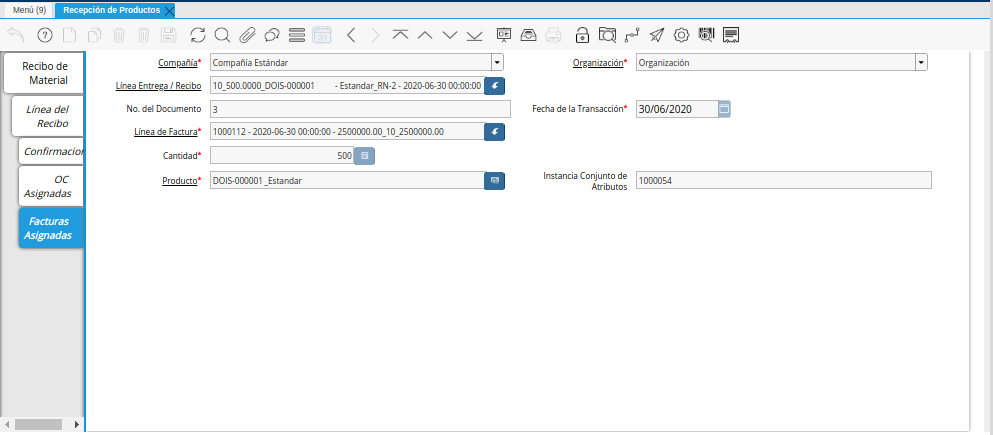 Menú (9)
Recepción de Productos
Recibo de
Material
Línea del
Recibo
Confirmacion
OC
Asignadas
Facturas
Asignadas
Compañía* Compañía Estándar
Organización* Organización
Línea Entrega / Recibo 10_500.0000_DOIS-000001 - Estandar_RN-2 - 2020-06-30 00:00:00
No. del Documento 3
Fecha de la Transacción* 30/06/2020
Línea de Factura* 1000112 - 2020-06-30 00:00:00 - 2500000.00_10_2500000.00
Cantidad* 500
Producto* DOIS-000001_Estandar
Instancia Conjunto de
Atributos 1000054